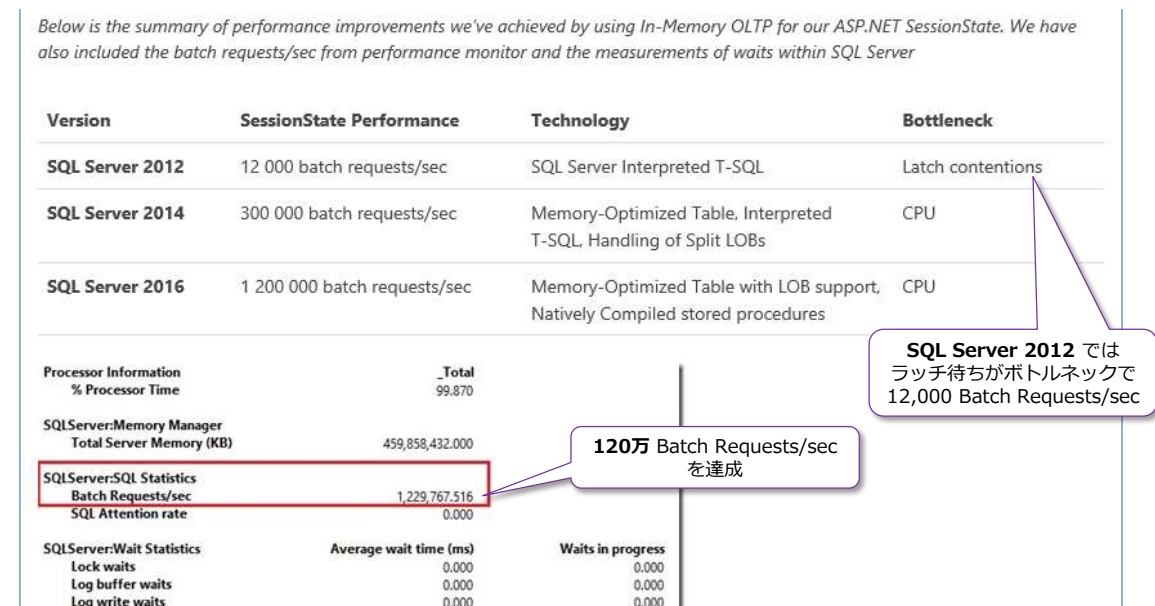 Below is the summary of performance improvements we've achieved by using In-Memory OLTP for our ASP.NET SessionState. We have
also included the batch requests/sec from performance monitor and the measurements of waits within SQL Server
Version SessionState Performance Technology Bottleneck
SQL Server 2012 12 000 batch requests/sec SQL Server Interpreted T-SQL Latch contentions
SQL Server 2014 300 000 batch requests/sec Memory-Optimized Table, Interpreted CPU
T-SQL, Handling of Split LOBs
SQL Server 2016 1 200 000 batch requests/sec Memory-Optimized Table with LOB support, CPU
Natively Compiled stored procedures
SQL Server 2012 では
ラッチ待ちがボトルネックで
12,000 Batch Requests/sec
Processor Information _Total
% Processor Time 99.870
SQLServer:Memory Manager
Total Server Memory (KB) 459,858,432.000
120万 Batch Requests/sec
を達成
SQLServer:SQL Statistics
Batch Requests/sec 1,229,767.516
SQL Attention rate 0.000
SQLServer:Wait Statistics Average wait time (ms) Waits in progress
Lock waits 0.000 0.000
Log buffer waits 0.000 0.000
Log write waits 0.000 0.000